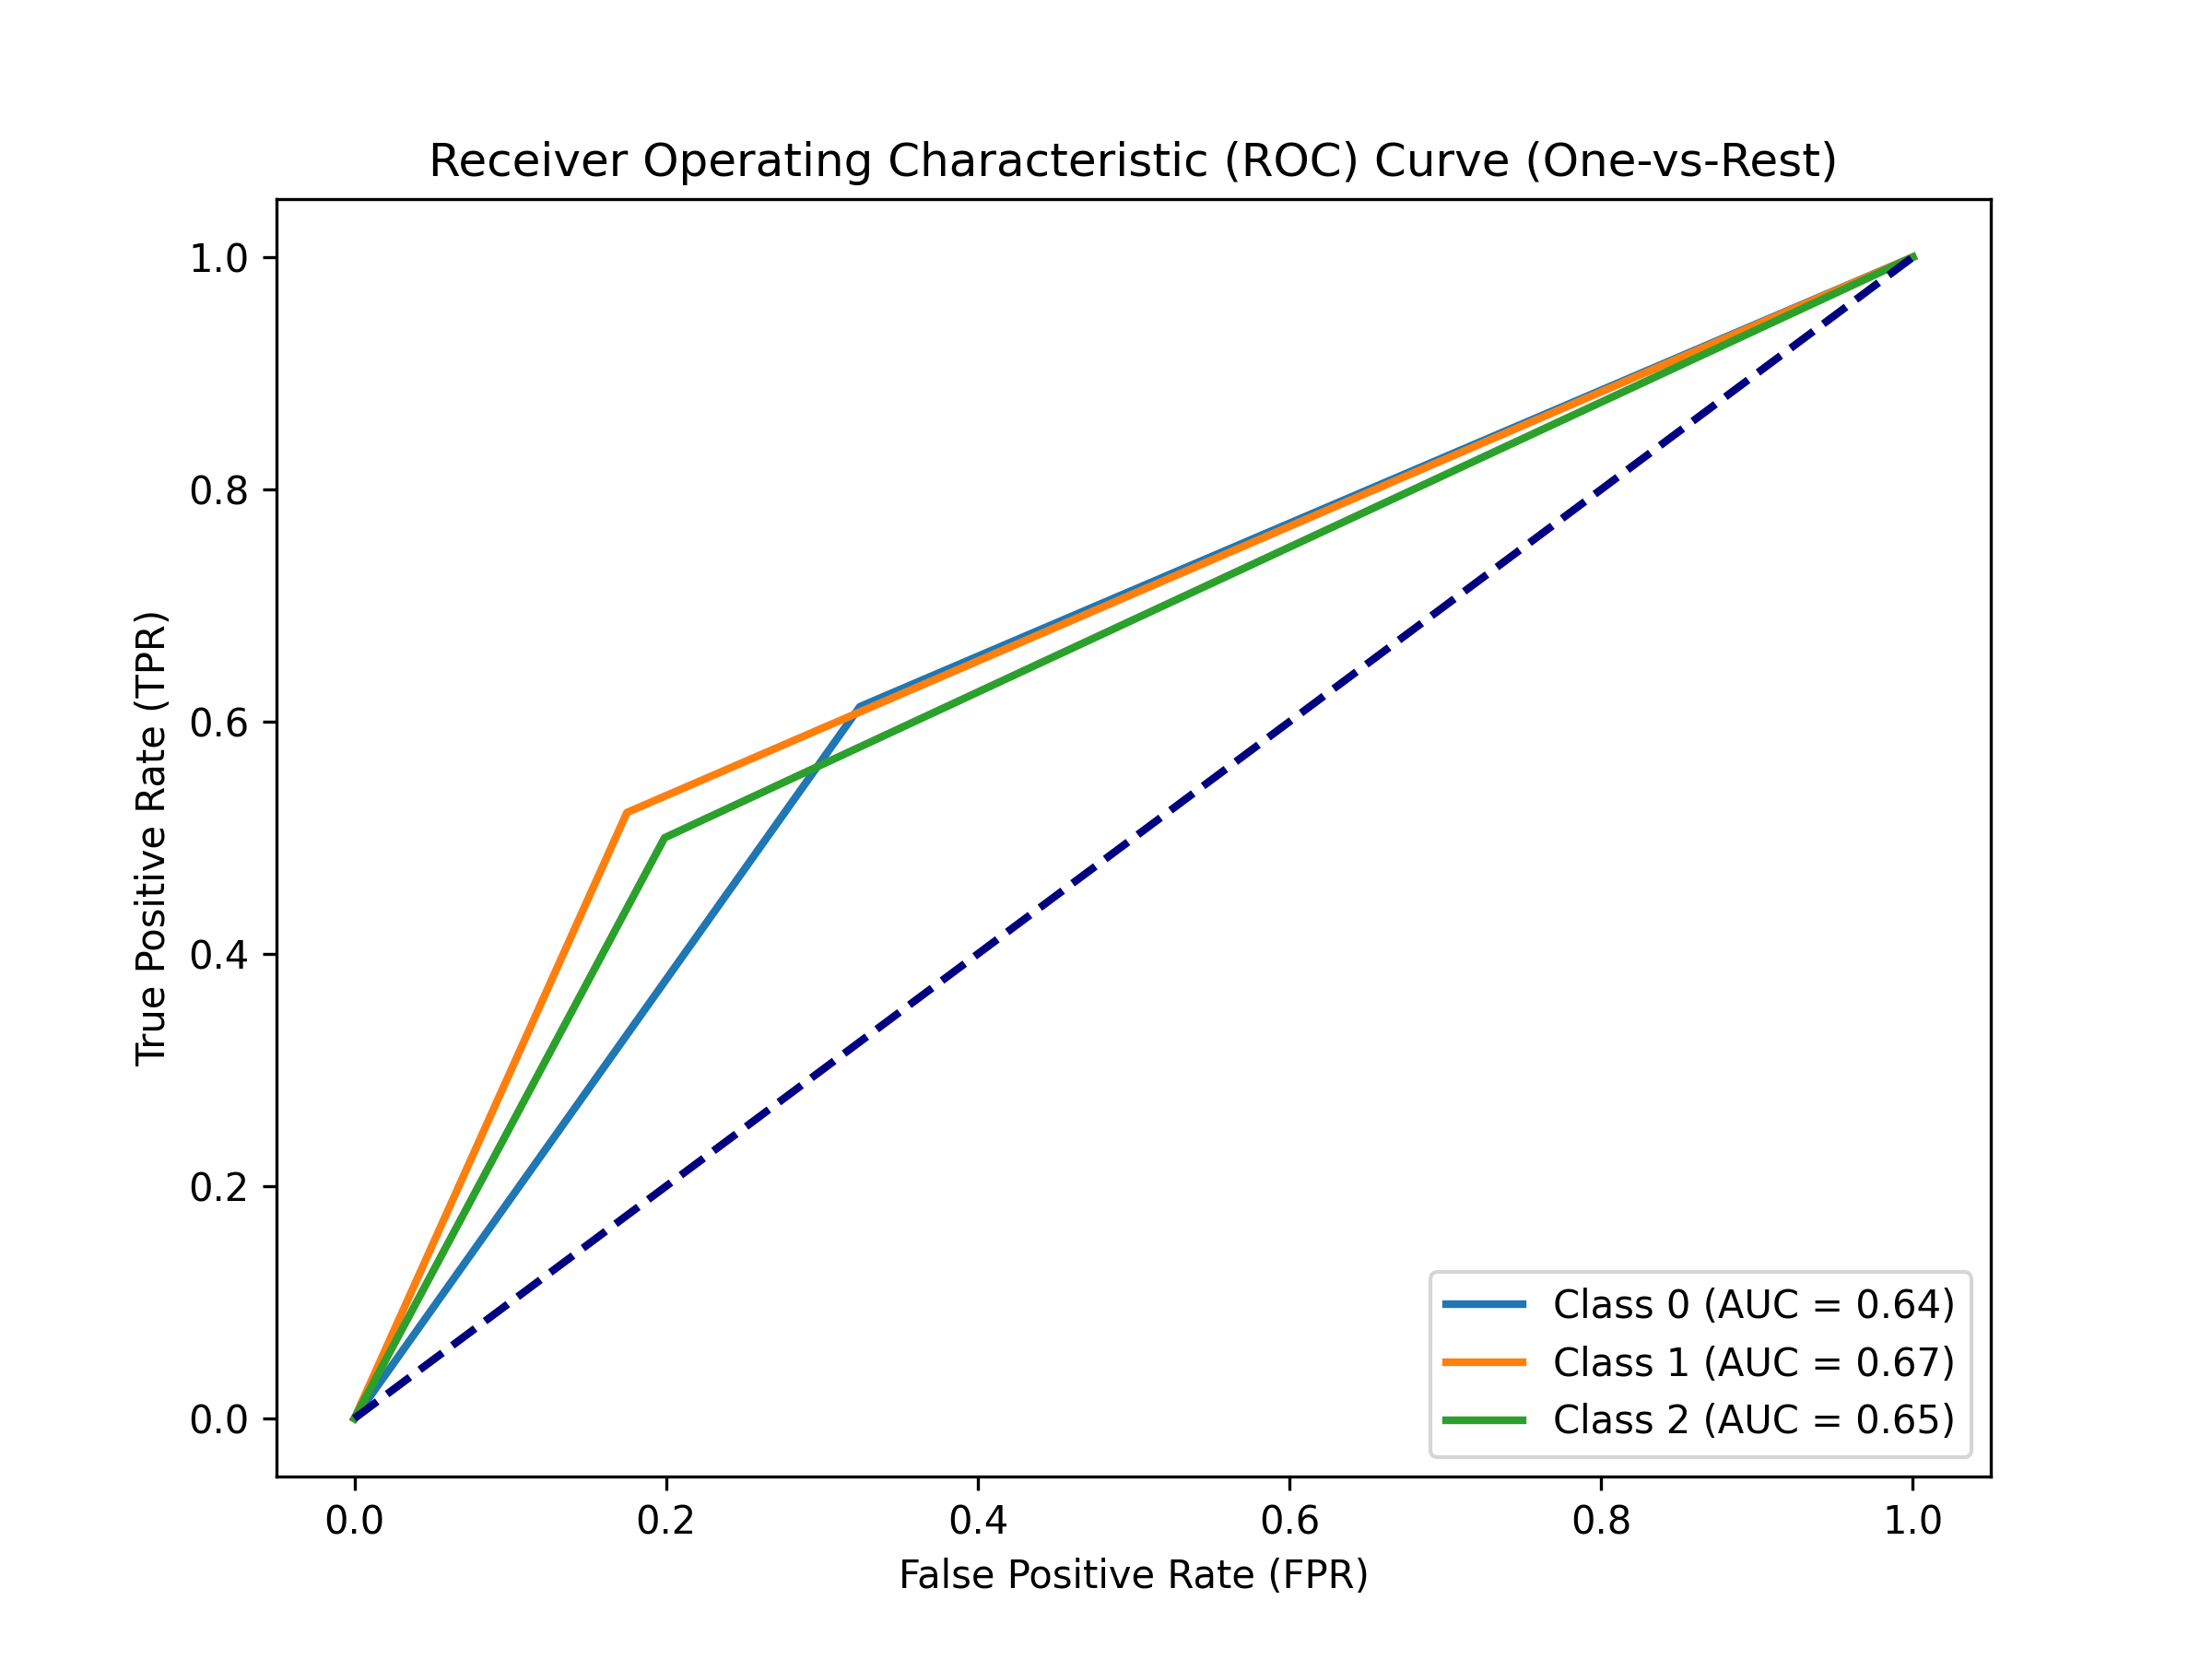 Receiver Operating Characteristic (ROC) Curve (One-vs-Rest)
True Positive Rate (TPR)
1.0
0.8
0.6
0.4
0.2
0.0
Class 0 (AUC = 0.64)
Class 1 (AUC = 0.67)
Class 2 (AUC = 0.65)
0.0 0.2 0.4 0.6 0.8 1.0
False Positive Rate (FPR)